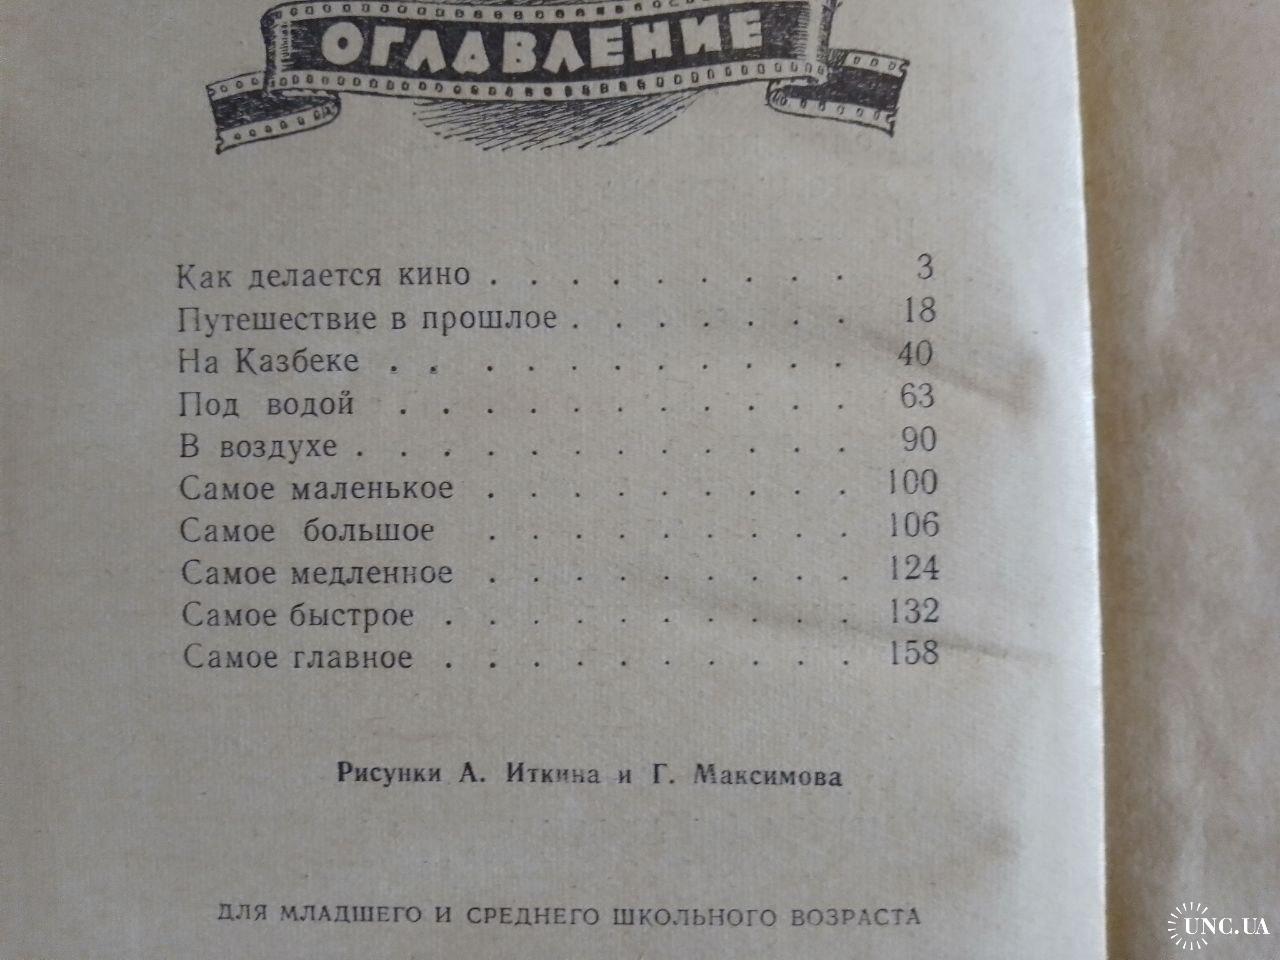 ОГЛАВЛЕНИЕ
Как делается кино . . . . . . . . . 3
Путешествие в прошлое . . . . . . . 18
На Казбеке . . . . . . . . . . . 40
Под водой . . . . . . . . . . . 63
В воздухе . . . . . . . . . . . . 90
Самое маленькое . . . . . . . . . 100
Самое большое . . . . . . . . . 106
Самое медленное . . . . . . . . . 124
Самое быстрое . . . . . . . . . . 132
Самое главное . . . . . . . . . . 158
Рисунки А. Иткина и Г. Максимова
ДЛЯ МЛАДШЕГО И СРЕДНЕГО ШКОЛЬНОГО ВОЗРАСТА
UNC.UA